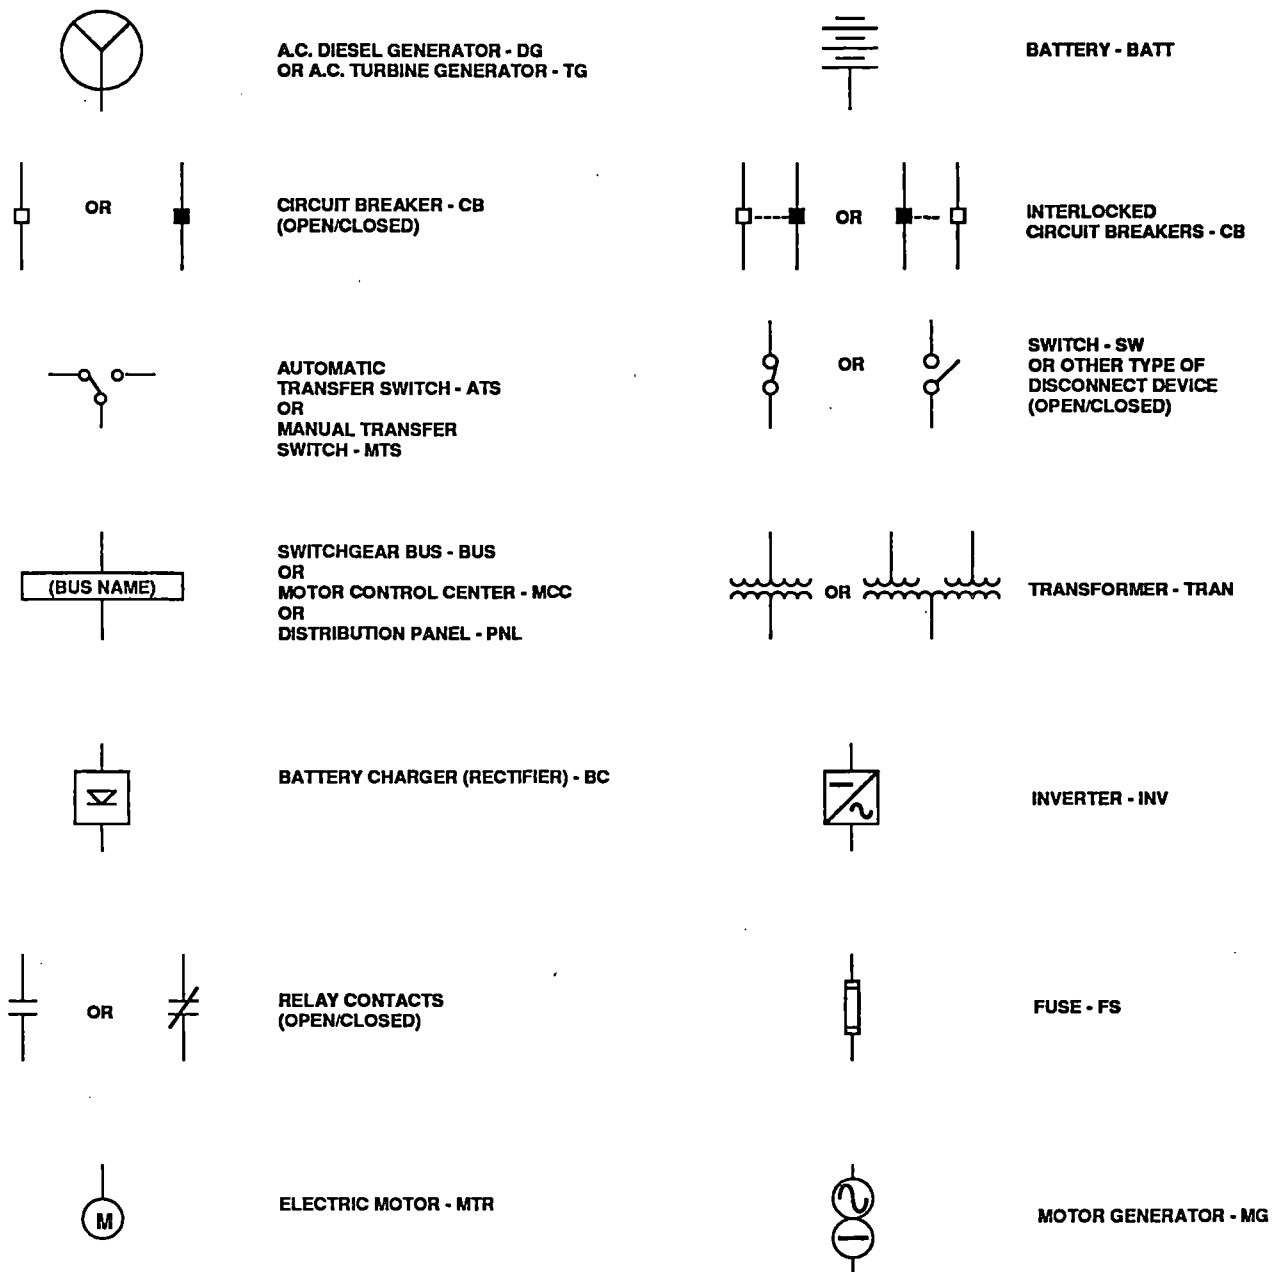 A.C. DIESEL GENERATOR - DG
OR A.C. TURBINE GENERATOR - TG
BATTERY - BATT
OR
CIRCUIT BREAKER - CB
(OPEN/CLOSED)
OR
INTERLOCKED
CIRCUIT BREAKERS - CB
AUTOMATIC
TRANSFER SWITCH - ATS
OR
MANUAL TRANSFER
SWITCH - MTS
OR
SWITCH - SW
OR OTHER TYPE OF
DISCONNECT DEVICE
(OPEN/CLOSED)
(BUS NAME)
SWITCHGEAR BUS - BUS
OR
MOTOR CONTROL CENTER - MCC
OR
DISTRIBUTION PANEL - PNL
OR
TRANSFORMER - TRAN
BATTERY CHARGER (RECTIFIER) - BC
INVERTER - INV
OR
RELAY CONTACTS
(OPEN/CLOSED)
FUSE - FS
M
ELECTRIC MOTOR - MTR
MOTOR GENERATOR - MG